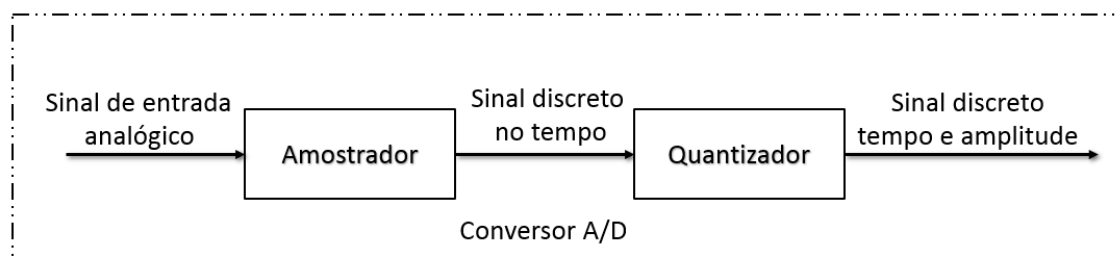 Sinal de entrada
analógico
Amostrador
Sinal discreto
no tempo
Quantizador
Sinal discreto
tempo e amplitude
Conversor A/D